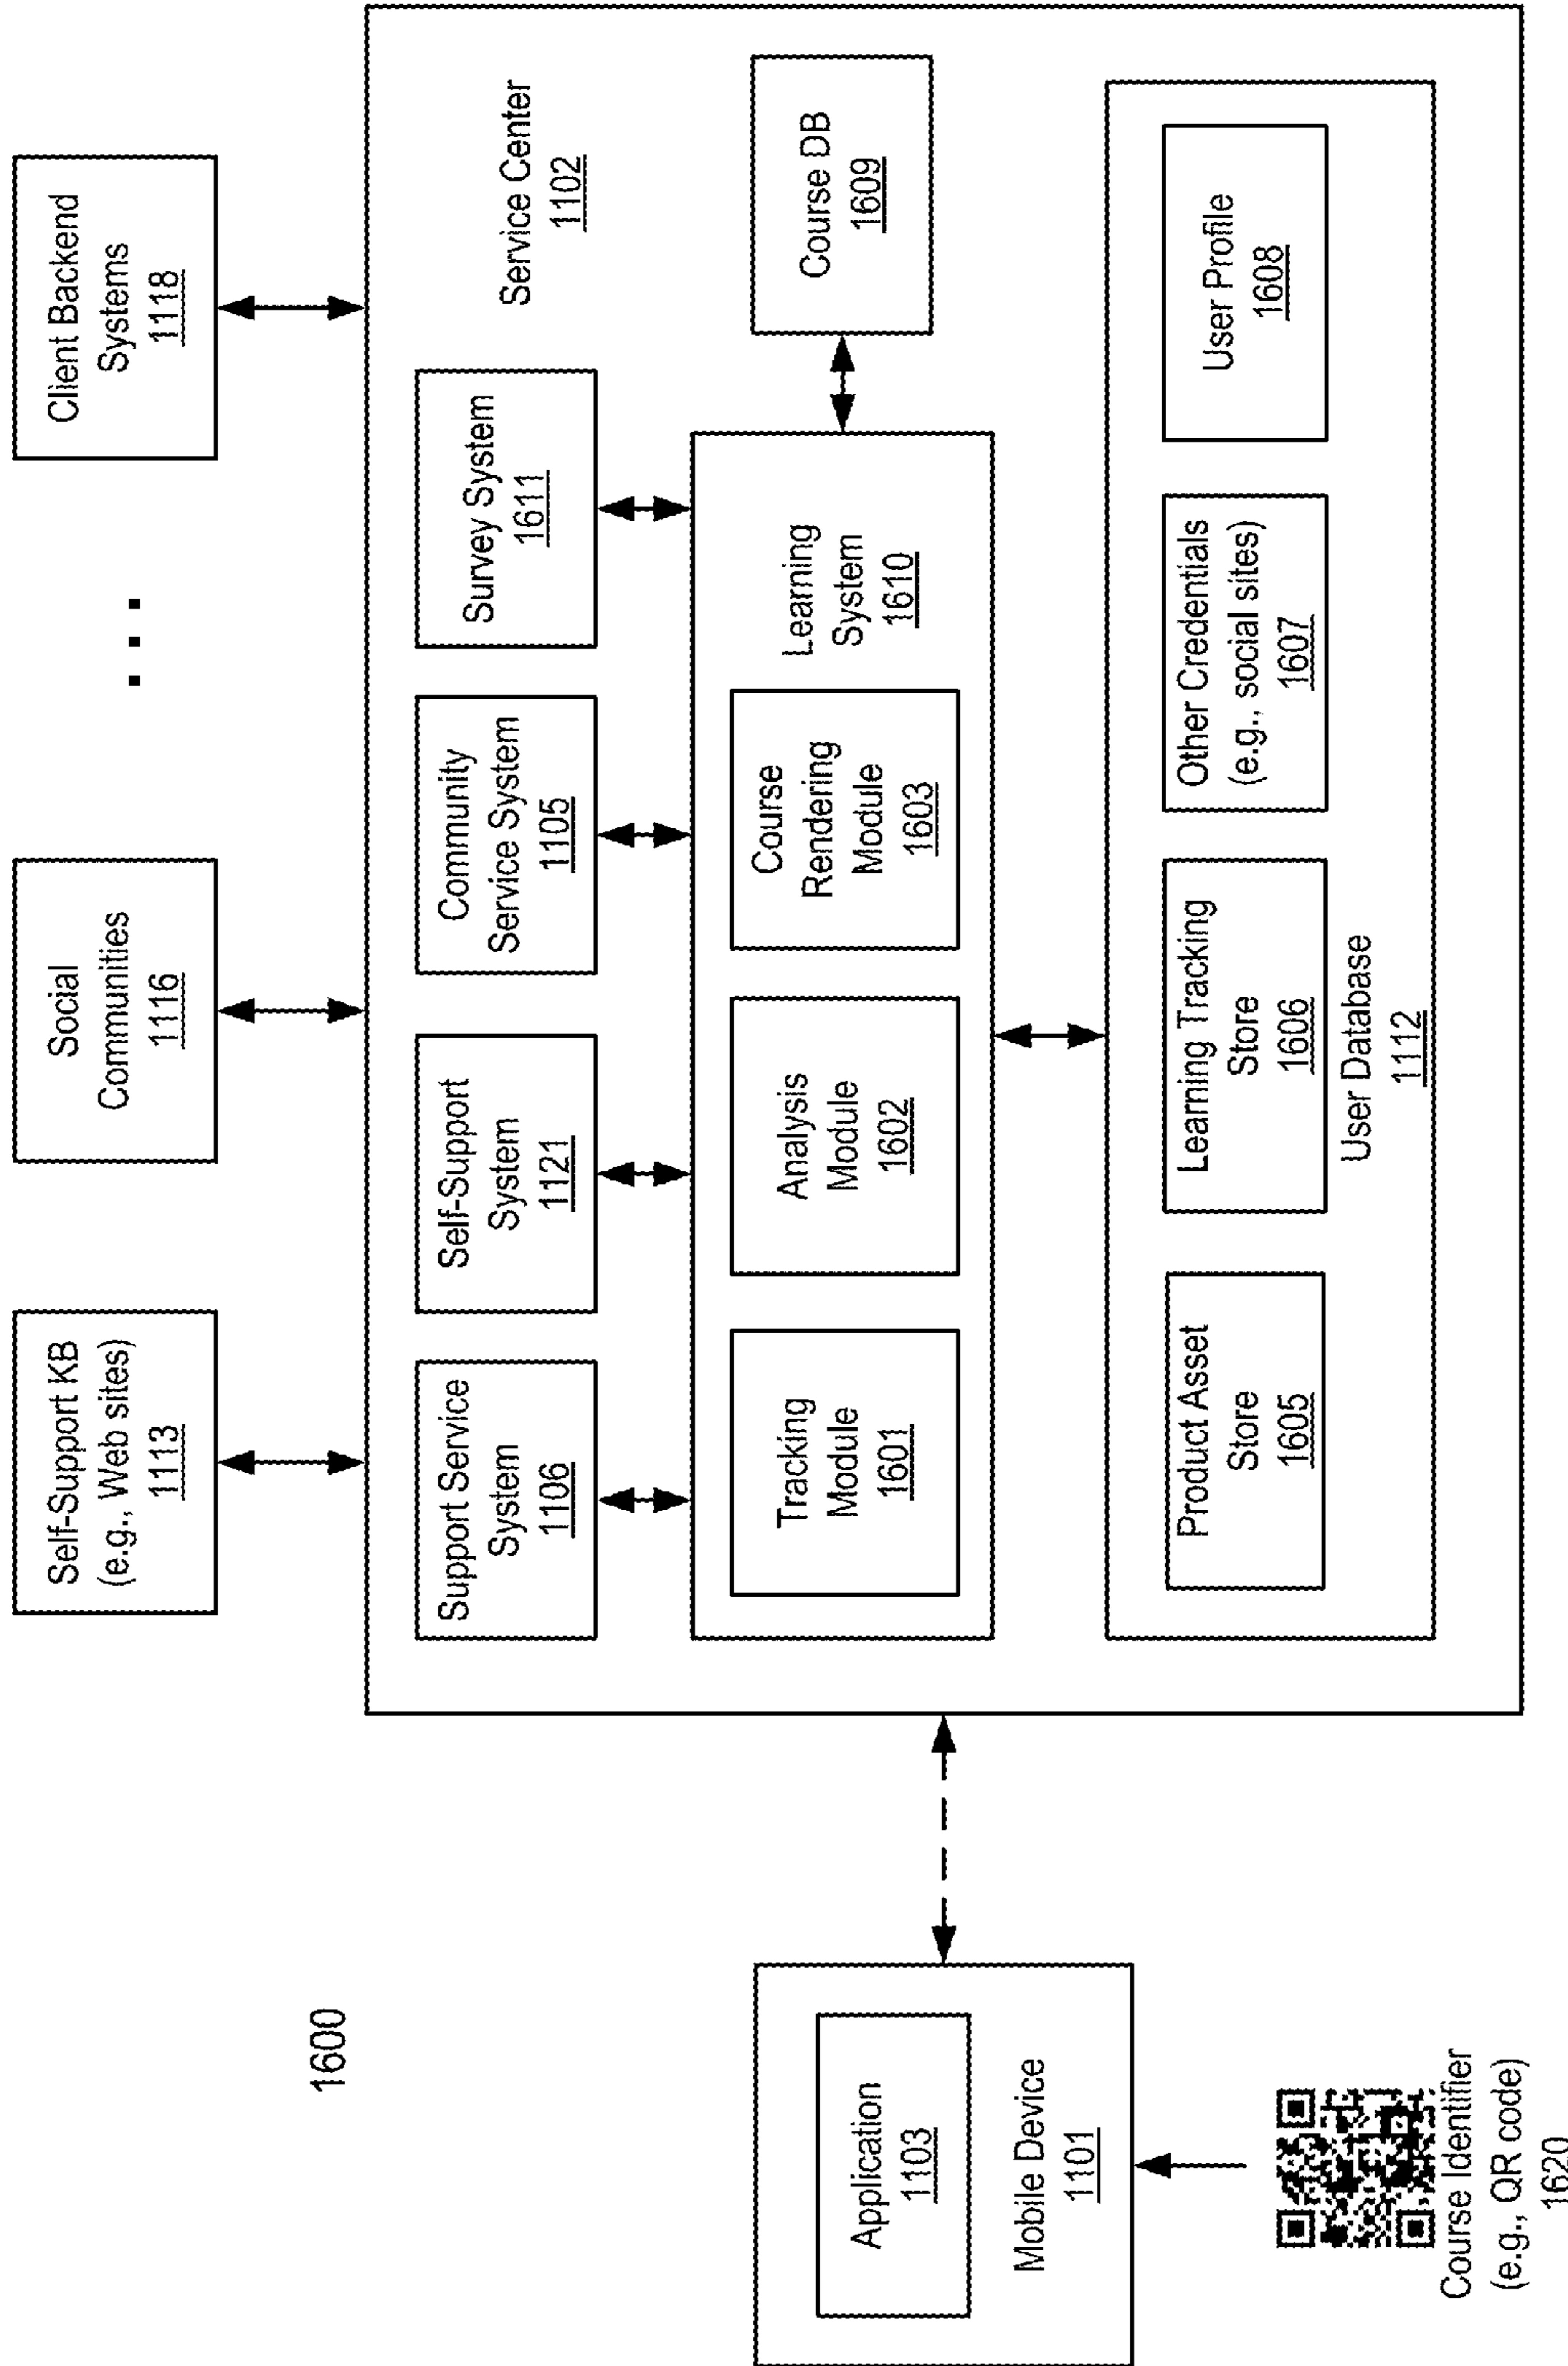 1600
Self-Support KB
(e.g., Web sites)
1113
Social
Communities
1116
. . .
Client Backend
Systems
1118
Service Center
1102
Support Service
System
1106
Self-Support
System
1121
Community
Service System
1105
Survey System
1611
Tracking
Module
1601
Analysis
Module
1602
Course
Rendering
Module
1603
Learning
System
1610
Course DB
1609
Product Asset
Store
1605
Learning Tracking
Store
1606
Other Credentials
(e.g., social sites)
1607
User Profile
1608
User Database
1112
Application
1103
Mobile Device
1101
Course Identifier
(e.g., QR code)
1620